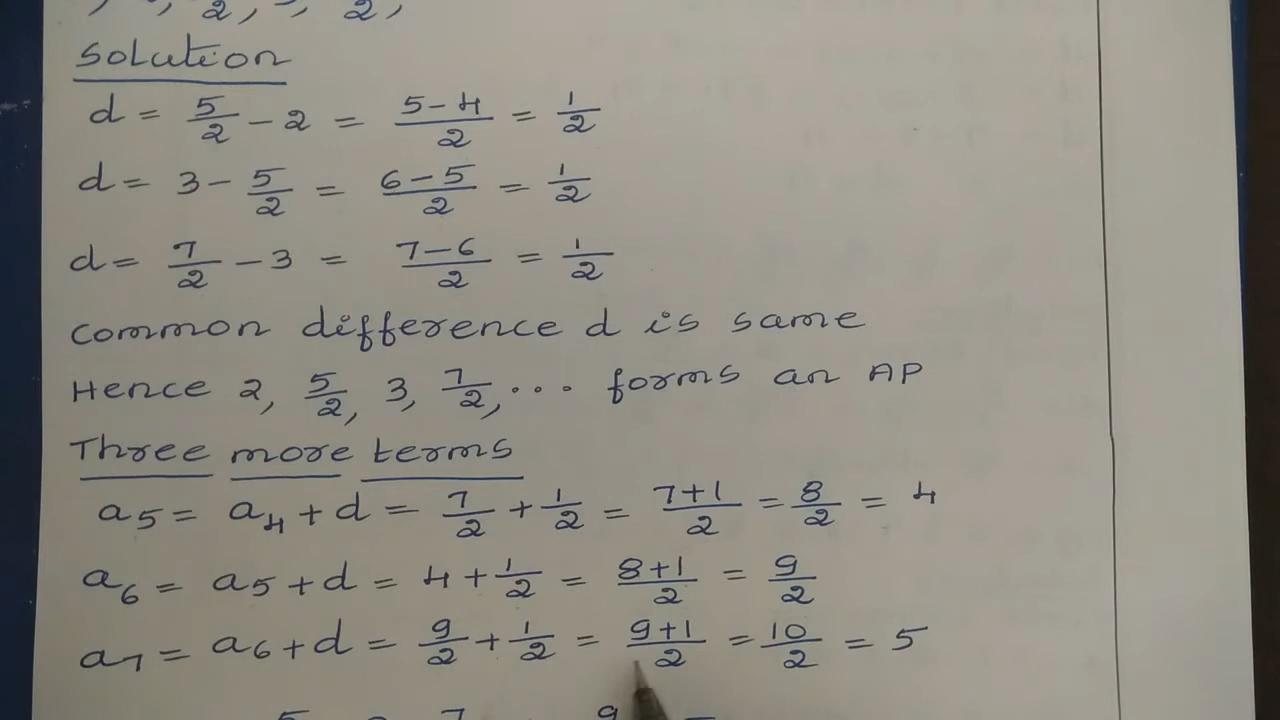 Solution
d = 5/2 - 2 = (5-4)/2 = 1/2
d = 3 - 5/2 = (6-5)/2 = 1/2
d = 7/2 - 3 = (7-6)/2 = 1/2
Common difference d is same
Hence 2, 5/2, 3, 7/2, ... forms an AP
Three more terms
a5 = a4 + d = 7/2 + 1/2 = (7+1)/2 = 8/2 = 4
a6 = a5 + d = 4 + 1/2 = (8+1)/2 = 9/2
a7 = a6 + d = 9/2 + 1/2 = (9+1)/2 = 10/2 = 5